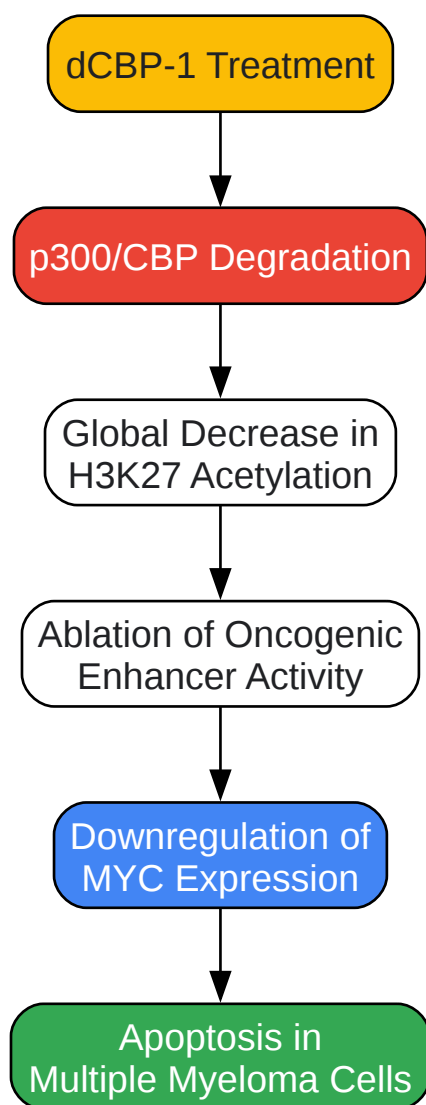 dCBP-1 Treatment
p300/CBP Degradation
Global Decrease in
H3K27 Acetylation
Ablation of Oncogenic
Enhancer Activity
Downregulation of
MYC Expression
Apoptosis in
Multiple Myeloma Cells